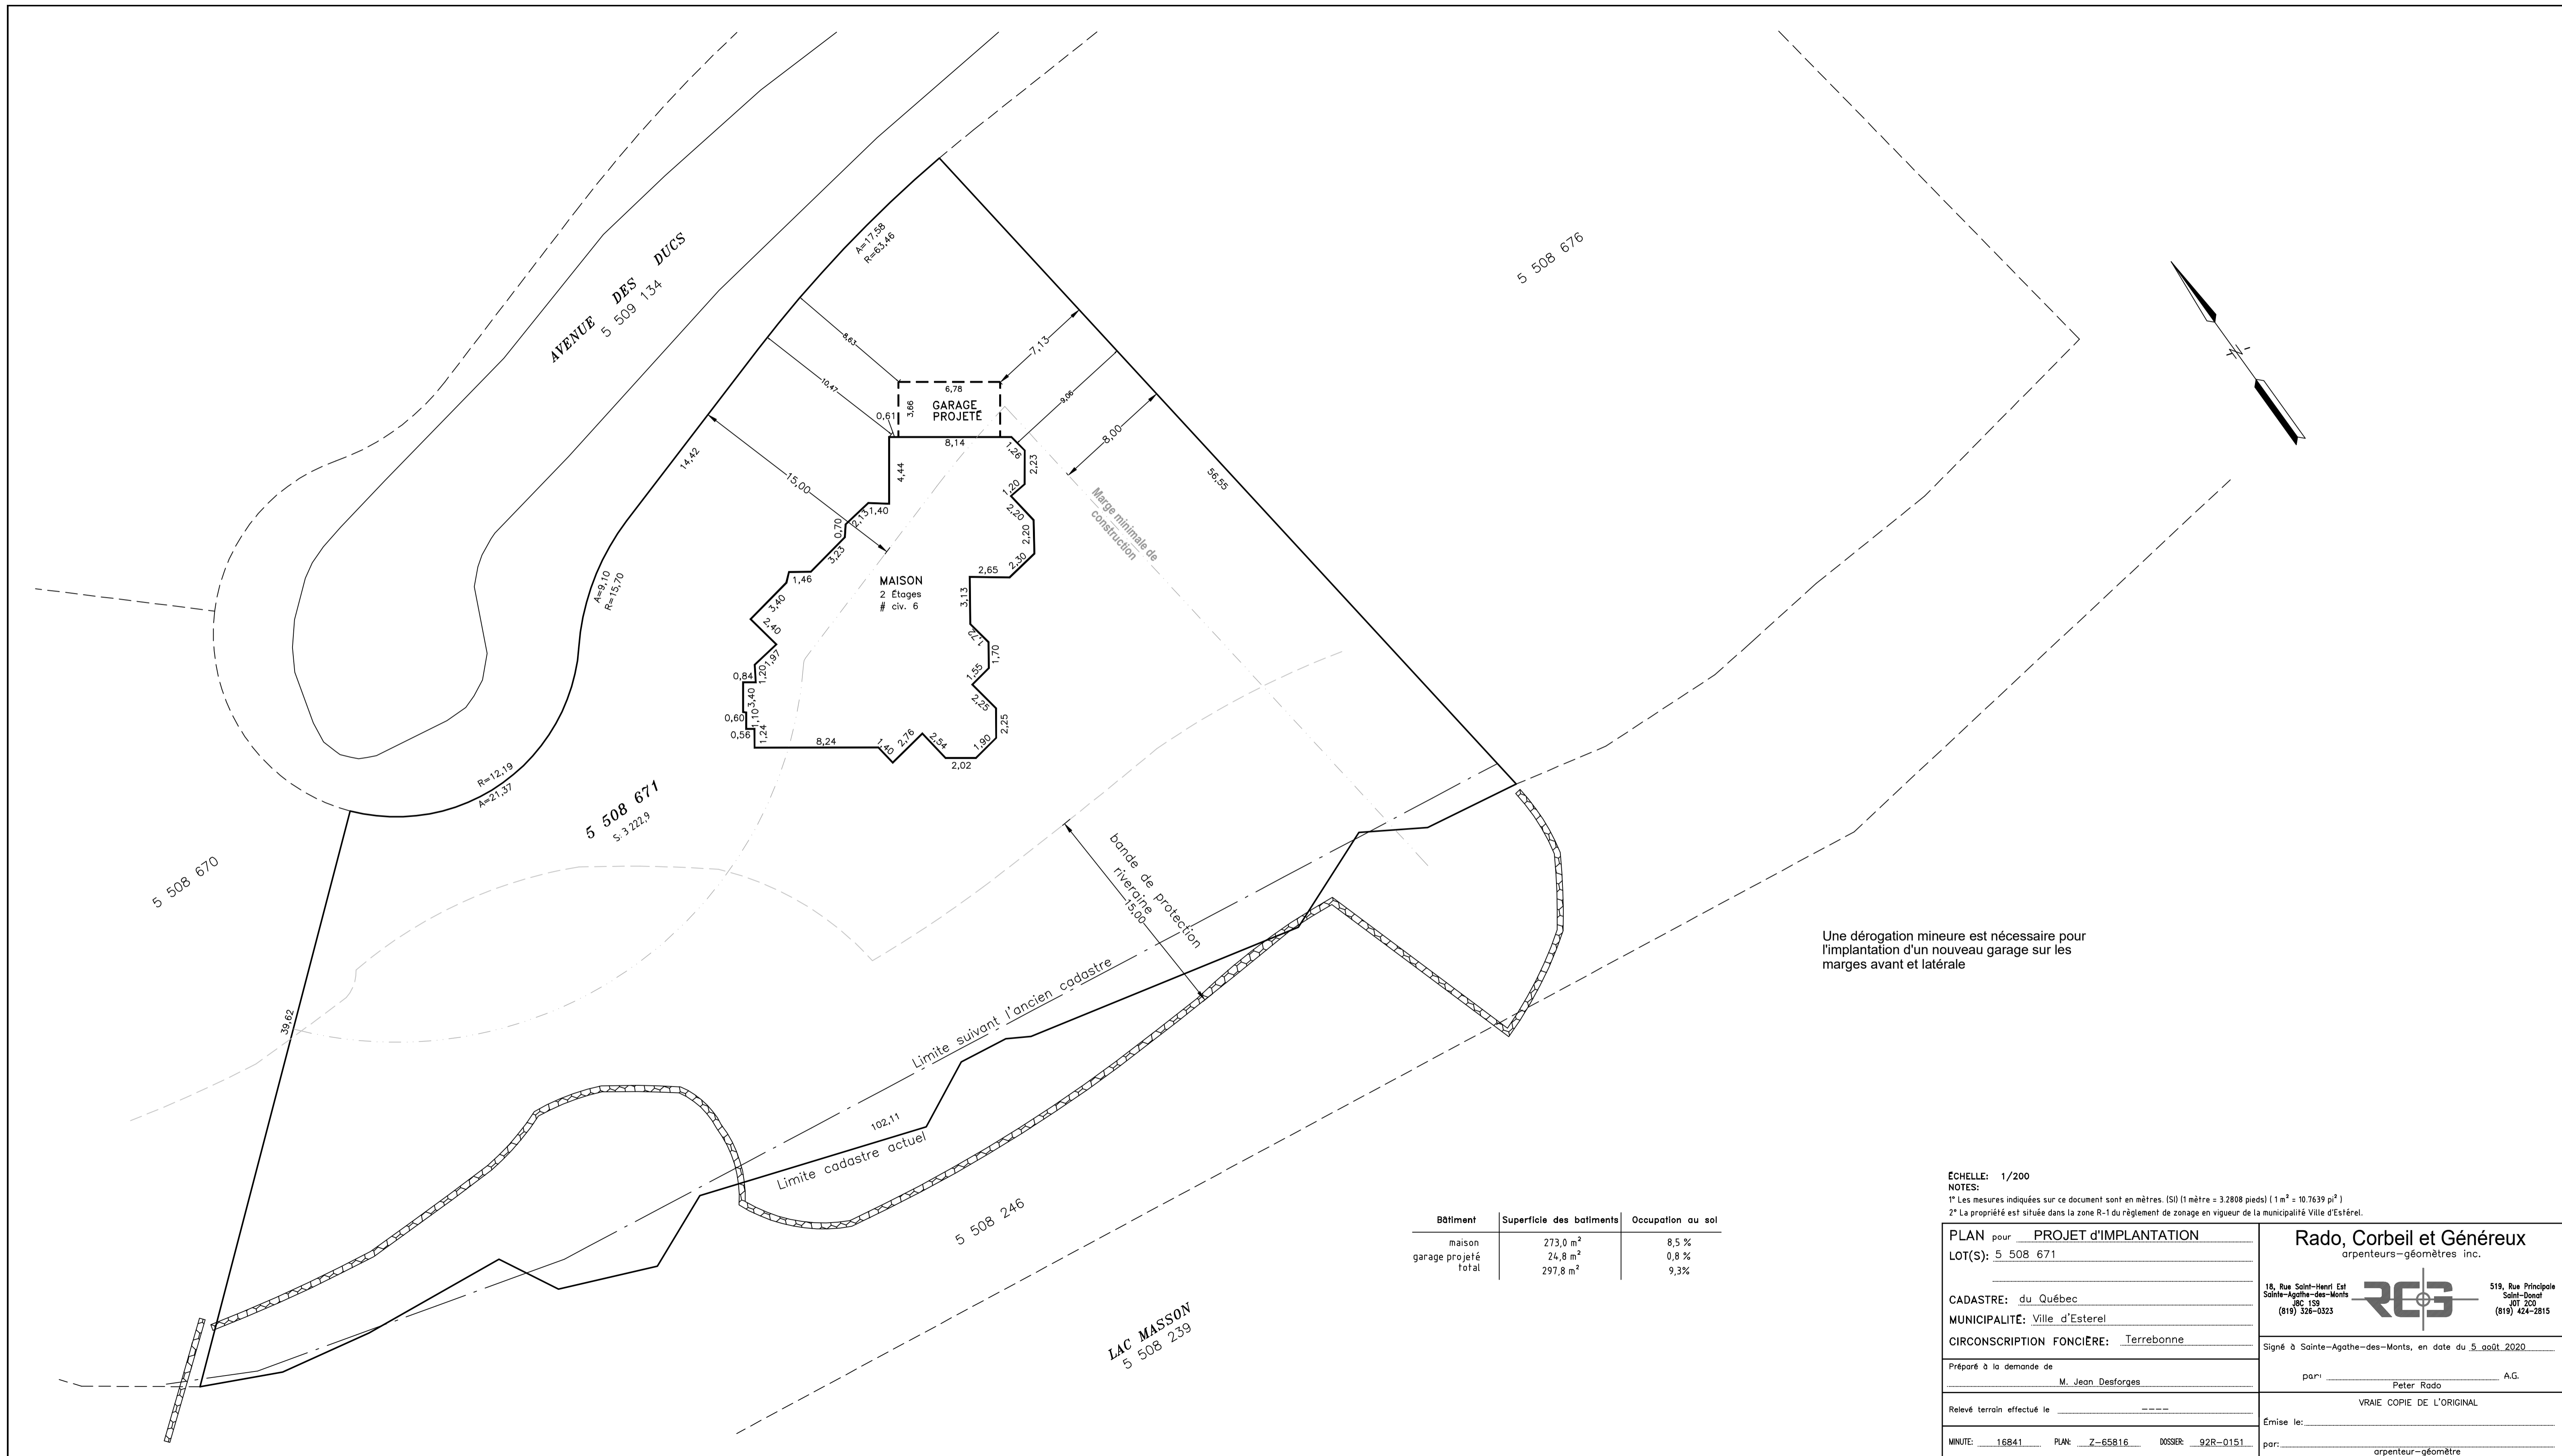 AVENUE DES DUCS
5 509 134
A=17,58
R=63,46
5 508 676
N
8,63
7,13
10,47
6,78
3,66
GARAGE
PROJETÉ
0,61
9,06
8,00
8,14
1,26
14,42
4,44
2,23
15,00
1,20
56,55
2,20
1,40
2,13
0,70
Marge minimale de
construction
2,20
3,23
2,30
2,65
1,46
A=9,10
R=15,70
MAISON
2 Étages
# civ. 6
3,40
3,13
2,40
1,72
1,97
1,70
0,84
1,20
1,55
3,40
2,25
0,60
1,10
2,25
0,56
1,24
8,24
1,40
2,76
2,54
1,90
2,02
R=12,19
A=21,37
5 508 671
S: 3 222,9
5 508 670
bande de protection
riveraine
15,00
Une dérogation mineure est nécessaire pour
l'implantation d'un nouveau garage sur les
marges avant et latérale
39,62
Limite suivant l'ancien cadastre
102,11
Limite cadastre actuel
5 508 246
LAC MASSON
5 508 239
Bâtiment Superficie des batiments Occupation au sol
maison 273,0 m² 8,5 %
garage projeté 24,8 m² 0,8 %
total 297,8 m² 9,3%
ÉCHELLE: 1/200
NOTES:
1° Les mesures indiquées sur ce document sont en mètres. (SI) (1 mètre = 3.2808 pieds) ( 1 m² = 10.7639 pi² )
2° La propriété est située dans la zone R-1 du règlement de zonage en vigueur de la municipalité Ville d'Estérel.
PLAN pour PROJET d'IMPLANTATION
LOT(S): 5 508 671
CADASTRE: du Québec
MUNICIPALITÉ: Ville d'Esterel
CIRCONSCRIPTION FONCIÈRE: Terrebonne
Préparé à la demande de
M. Jean Desforges
Relevé terrain effectué le ----
MINUTE: 16841 PLAN: Z-65816 DOSSIER: 92R-0151
Rado, Corbeil et Généreux
arpenteurs-géomètres inc.
18, Rue Saint-Henri Est
Sainte-Agathe-des-Monts
J8C 1S9
(819) 326-0323
RCG
519, Rue Principale
Saint-Donat
J0T 2C0
(819) 424-2815
Signé à Sainte-Agathe-des-Monts, en date du 5 août 2020
par: A.G.
Peter Rado
VRAIE COPIE DE L'ORIGINAL
Émise le:
par:
arpenteur-géomètre